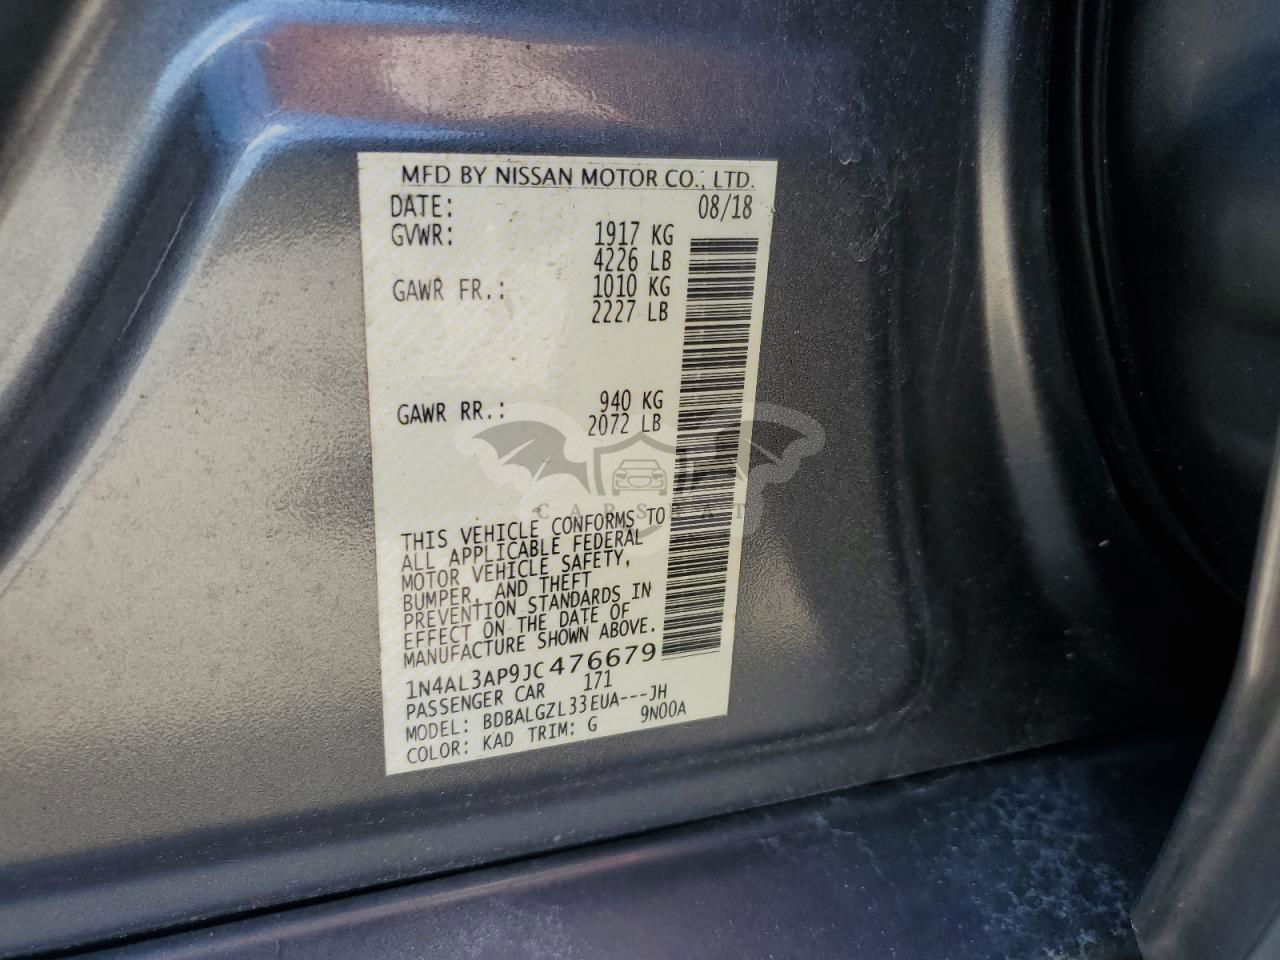 MFD BY NISSAN MOTOR CO., LTD.
DATE: 08/18
GVWR: 1917 KG
4226 LB
GAWR FR.: 1010 KG
2227 LB
GAWR RR.: 940 KG
2072 LB
CARSBAT
THIS VEHICLE CONFORMS TO
ALL APPLICABLE FEDERAL
MOTOR VEHICLE SAFETY,
BUMPER, AND THEFT
PREVENTION STANDARDS IN
EFFECT ON THE DATE OF
MANUFACTURE SHOWN ABOVE.
1N4AL3AP9JC476679
PASSENGER CAR 171
MODEL: BDBALGZL33EUA---JH
COLOR: KAD TRIM: G 9N00A